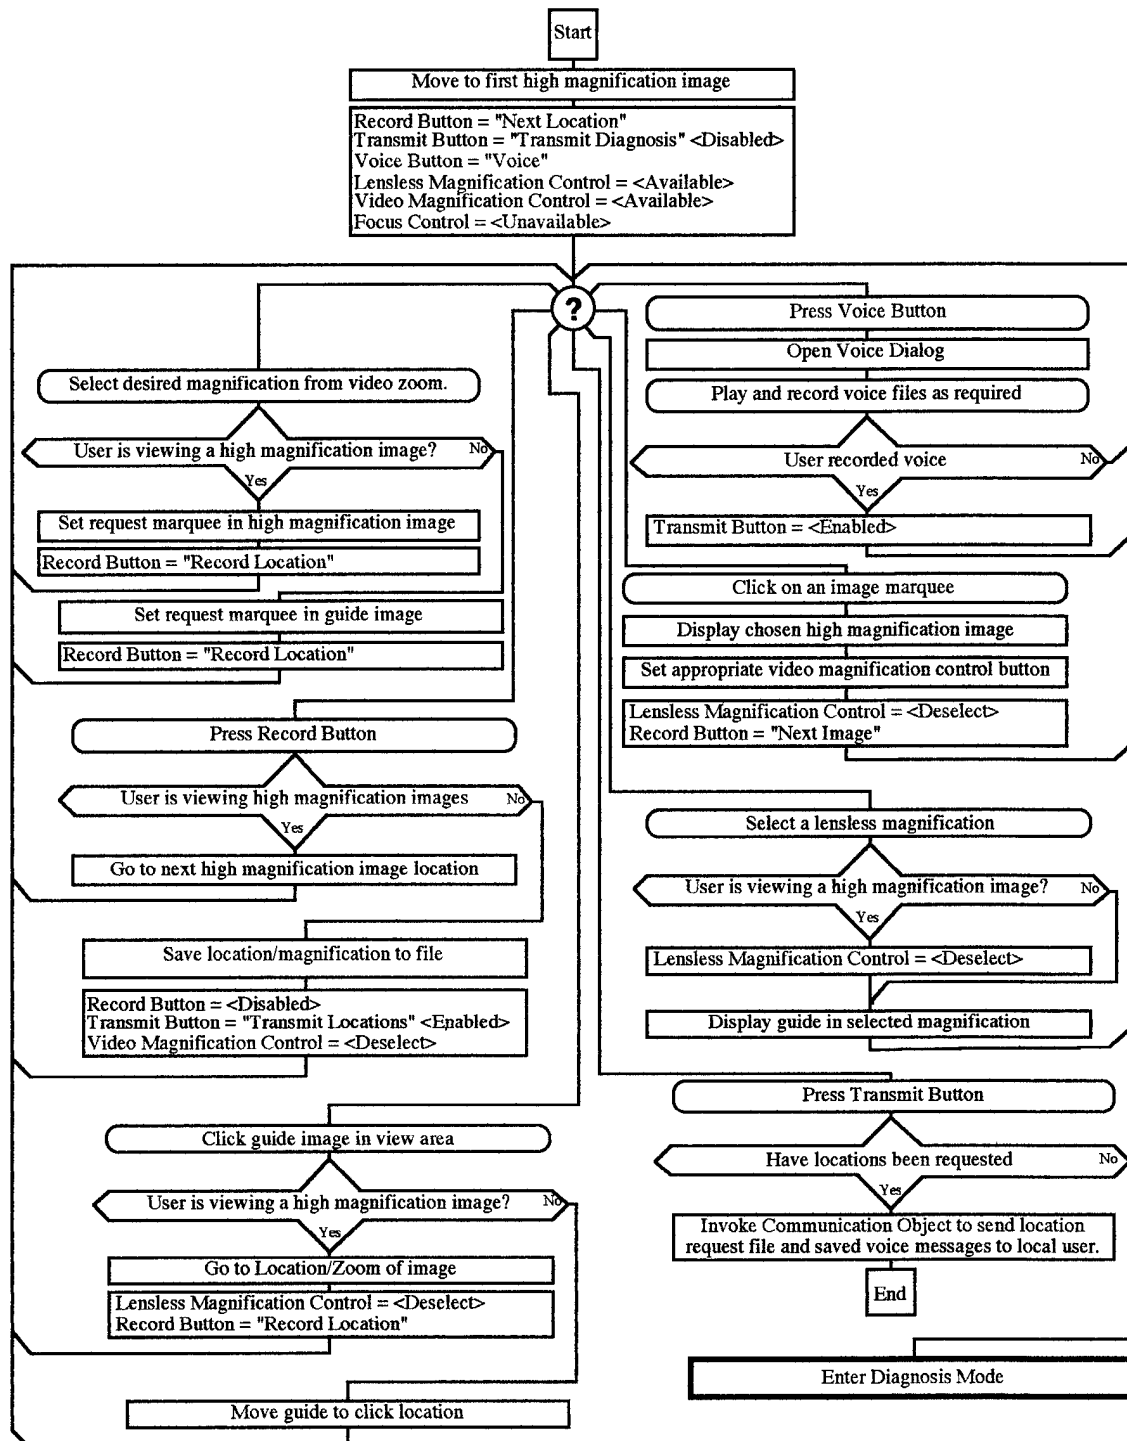 Start
Move to first high magnification image
Record Button = "Next Location"
Transmit Button = "Transmit Diagnosis" <Disabled>
Voice Button = "Voice"
Lensless Magnification Control = <Available>
Video Magnification Control = <Available>
Focus Control = <Unavailable>
?
Select desired magnification from video zoom.
User is viewing a high magnification image?
No
Yes
Set request marquee in high magnification image
Record Button = "Record Location"
Set request marquee in guide image
Record Button = "Record Location"
Press Record Button
User is viewing high magnification images
No
Yes
Go to next high magnification image location
Save location/magnification to file
Record Button = <Disabled>
Transmit Button = "Transmit Locations" <Enabled>
Video Magnification Control = <Deselect>
Click guide image in view area
User is viewing a high magnification image?
No
Yes
Go to Location/Zoom of image
Lensless Magnification Control = <Deselect>
Record Button = "Record Location"
Move guide to click location
Press Voice Button
Open Voice Dialog
Play and record voice files as required
User recorded voice
No
Yes
Transmit Button = <Enabled>
Click on an image marquee
Display chosen high magnification image
Set appropriate video magnification control button
Lensless Magnification Control = <Deselect>
Record Button = "Next Image"
Select a lensless magnification
User is viewing a high magnification image?
No
Yes
Lensless Magnification Control = <Deselect>
Display guide in selected magnification
Press Transmit Button
Have locations been requested
No
Yes
Invoke Communication Object to send location
request file and saved voice messages to local user.
End
Enter Diagnosis Mode